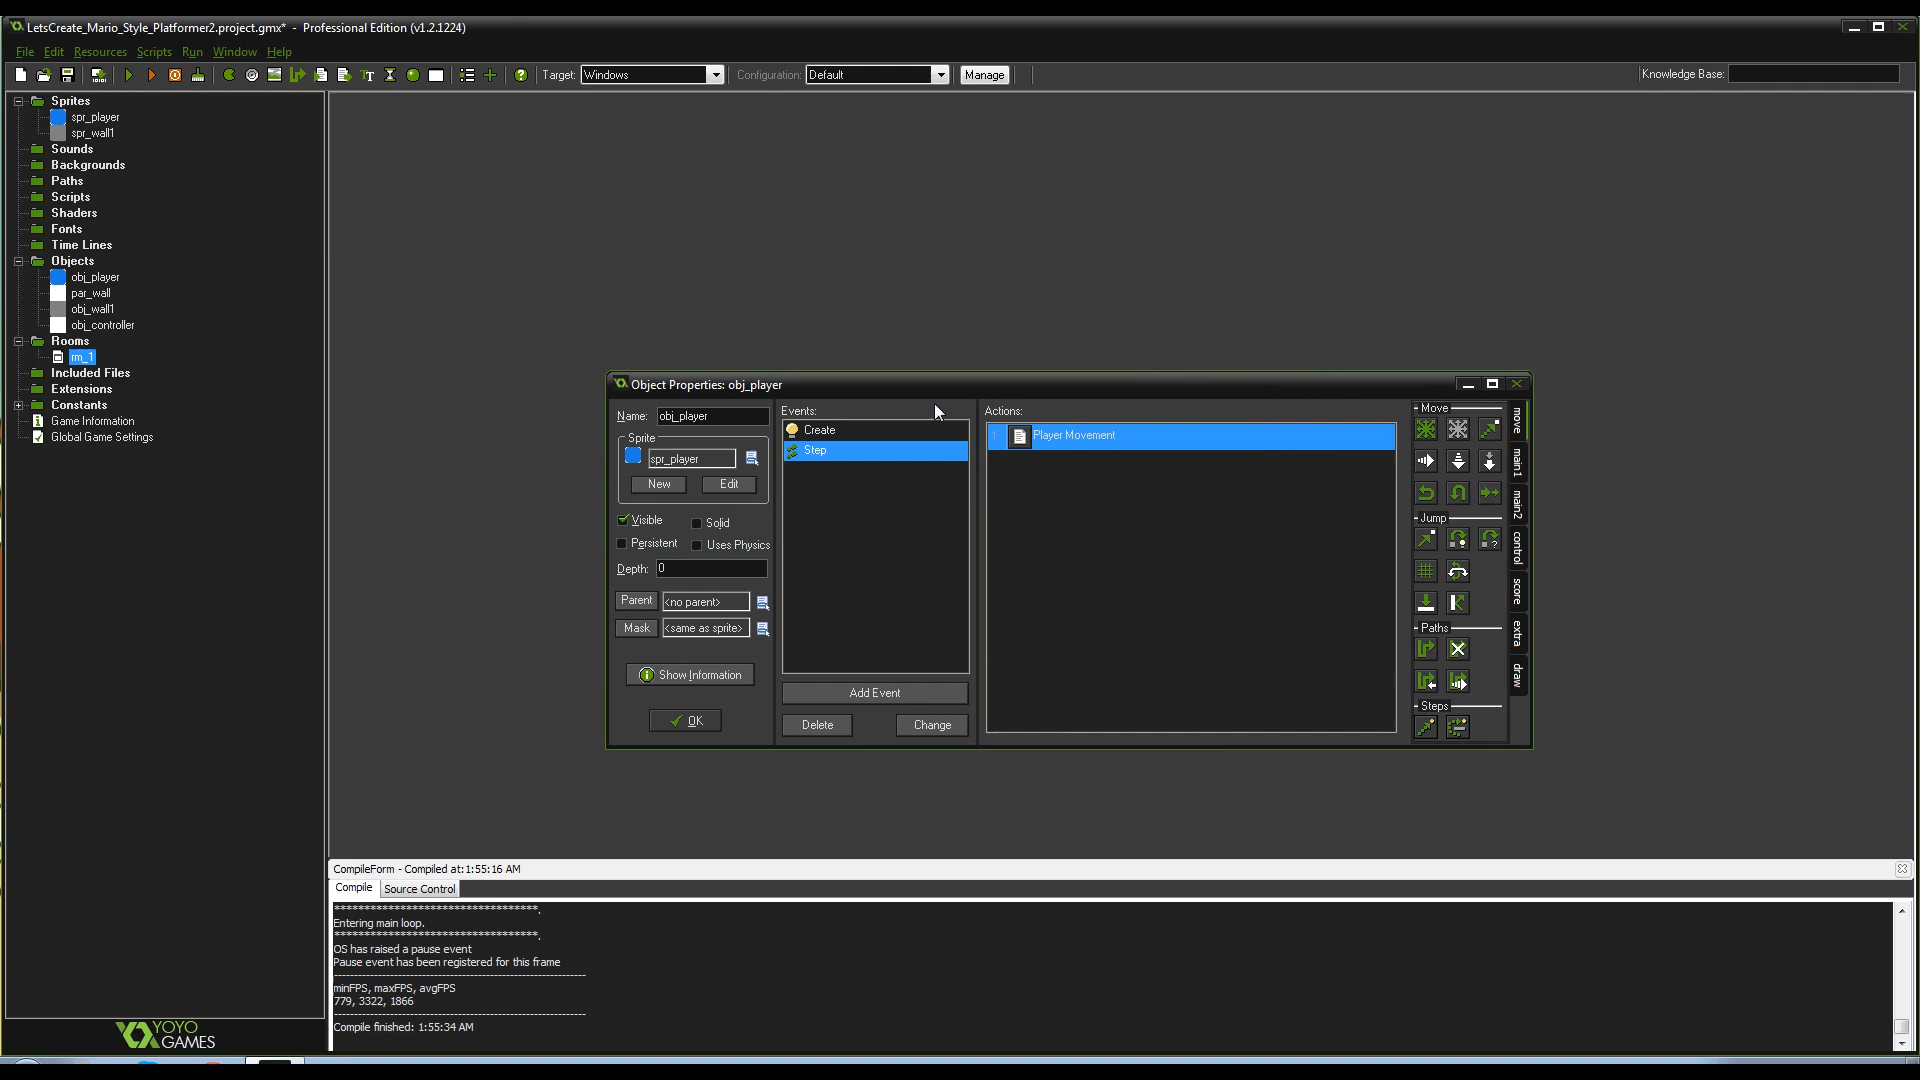 LetsCreate_Mario_Style_Platformer2.project.gmx* - Professional Edition (v1.2.1224)
File Edit Resources Scripts Run Window Help
Target: Windows Configuration: Default Manage Knowledge Base:
Sprites
spr_player
spr_wall1
Sounds
Backgrounds
Paths
Scripts
Shaders
Fonts
Time Lines
Objects
obj_player
par_wall
obj_wall1
obj_controller
Rooms
rm_1
Included Files
Extensions
Constants
Game Information
Global Game Settings
YOYO
GAMES
Object Properties: obj_player
Name: obj_player
Sprite
spr_player
New Edit
Visible Solid
Persistent Uses Physics
Depth: 0
Parent <no parent>
Mask <same as sprite>
Show Information
OK
Events:
Create
Step
Add Event
Delete Change
Actions:
1 Player Movement
Move
Jump
Paths
Steps
move
main1
main2
control
score
extra
draw
CompileForm - Compiled at:1:55:16 AM
Compile Source Control
**********************************.
Entering main loop.
**********************************.
OS has raised a pause event
Pause event has been registered for this frame
minFPS, maxFPS, avgFPS
779, 3322, 1866
Compile finished: 1:55:34 AM